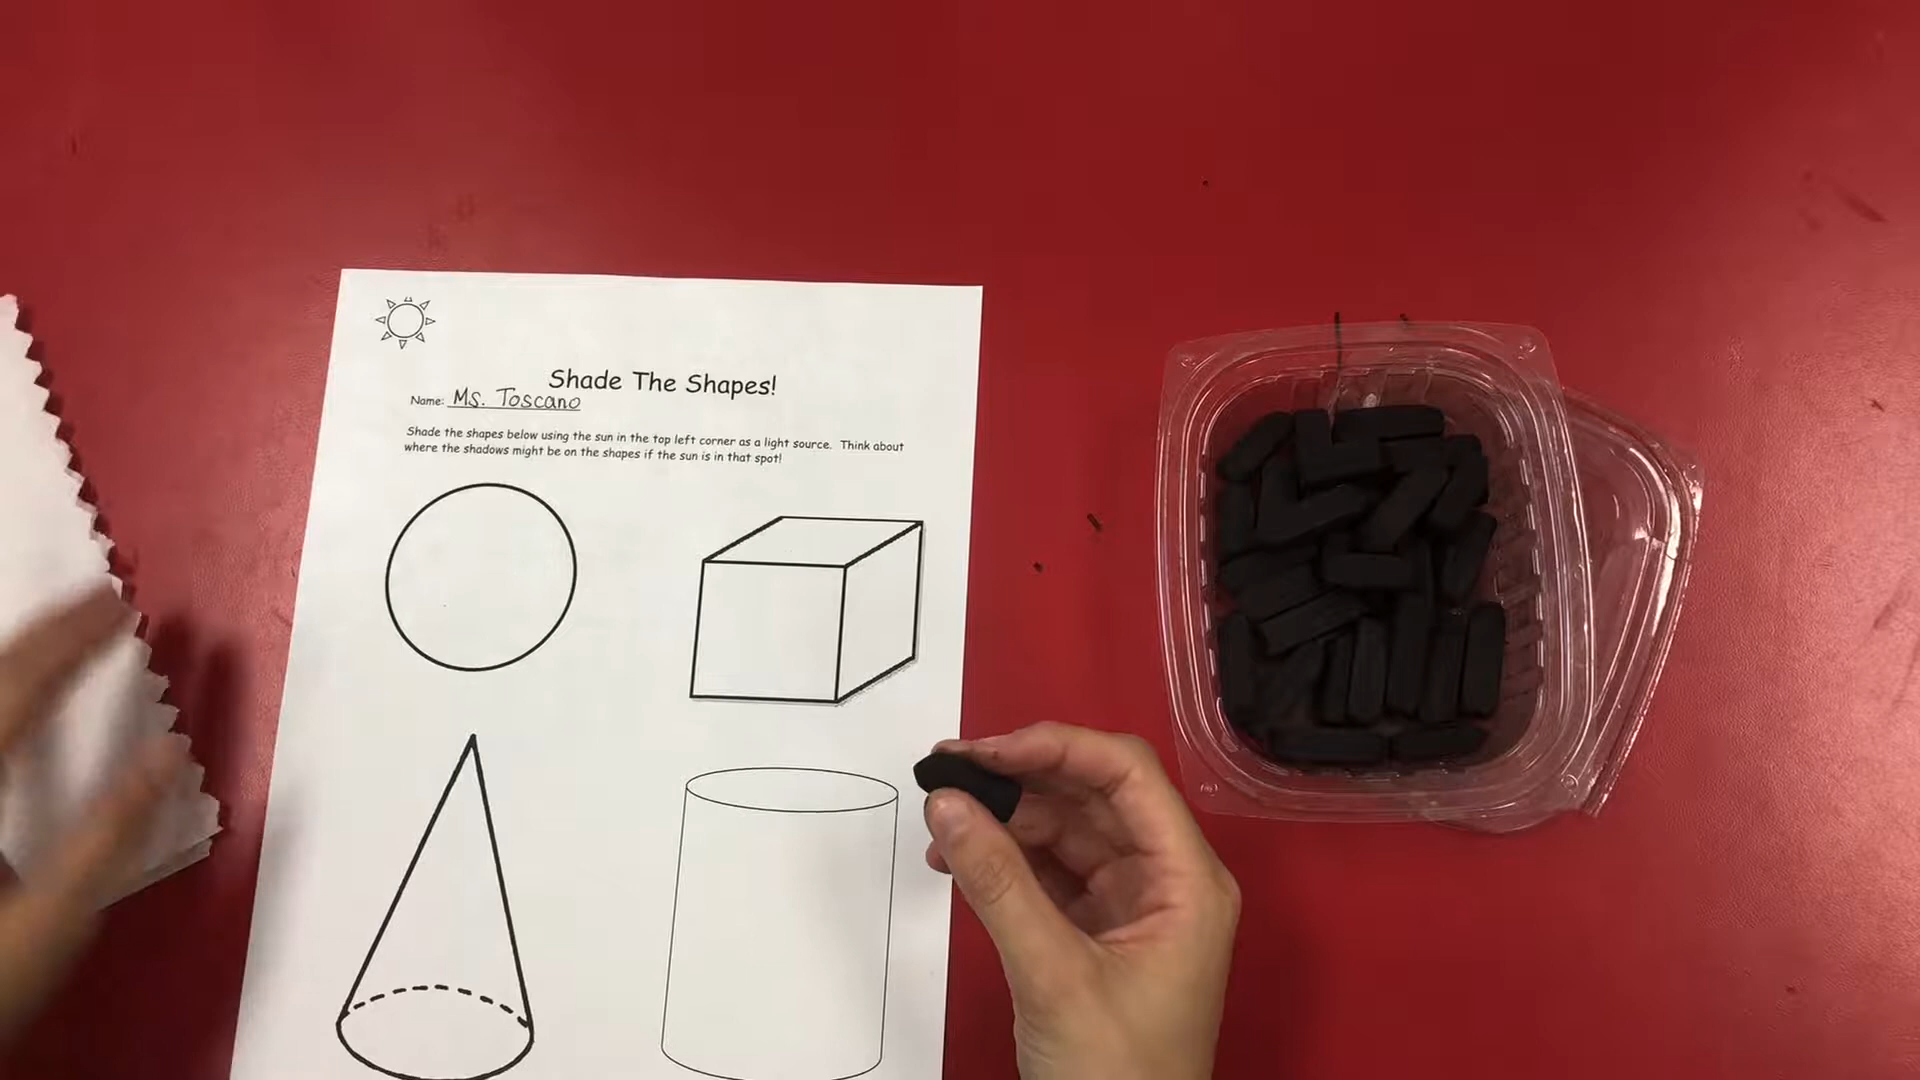 Shade The Shapes!
Name: Ms. Toscano
Shade the shapes below using the sun in the top left corner as a light source. Think about
where the shadows might be on the shapes if the sun is in that spot!